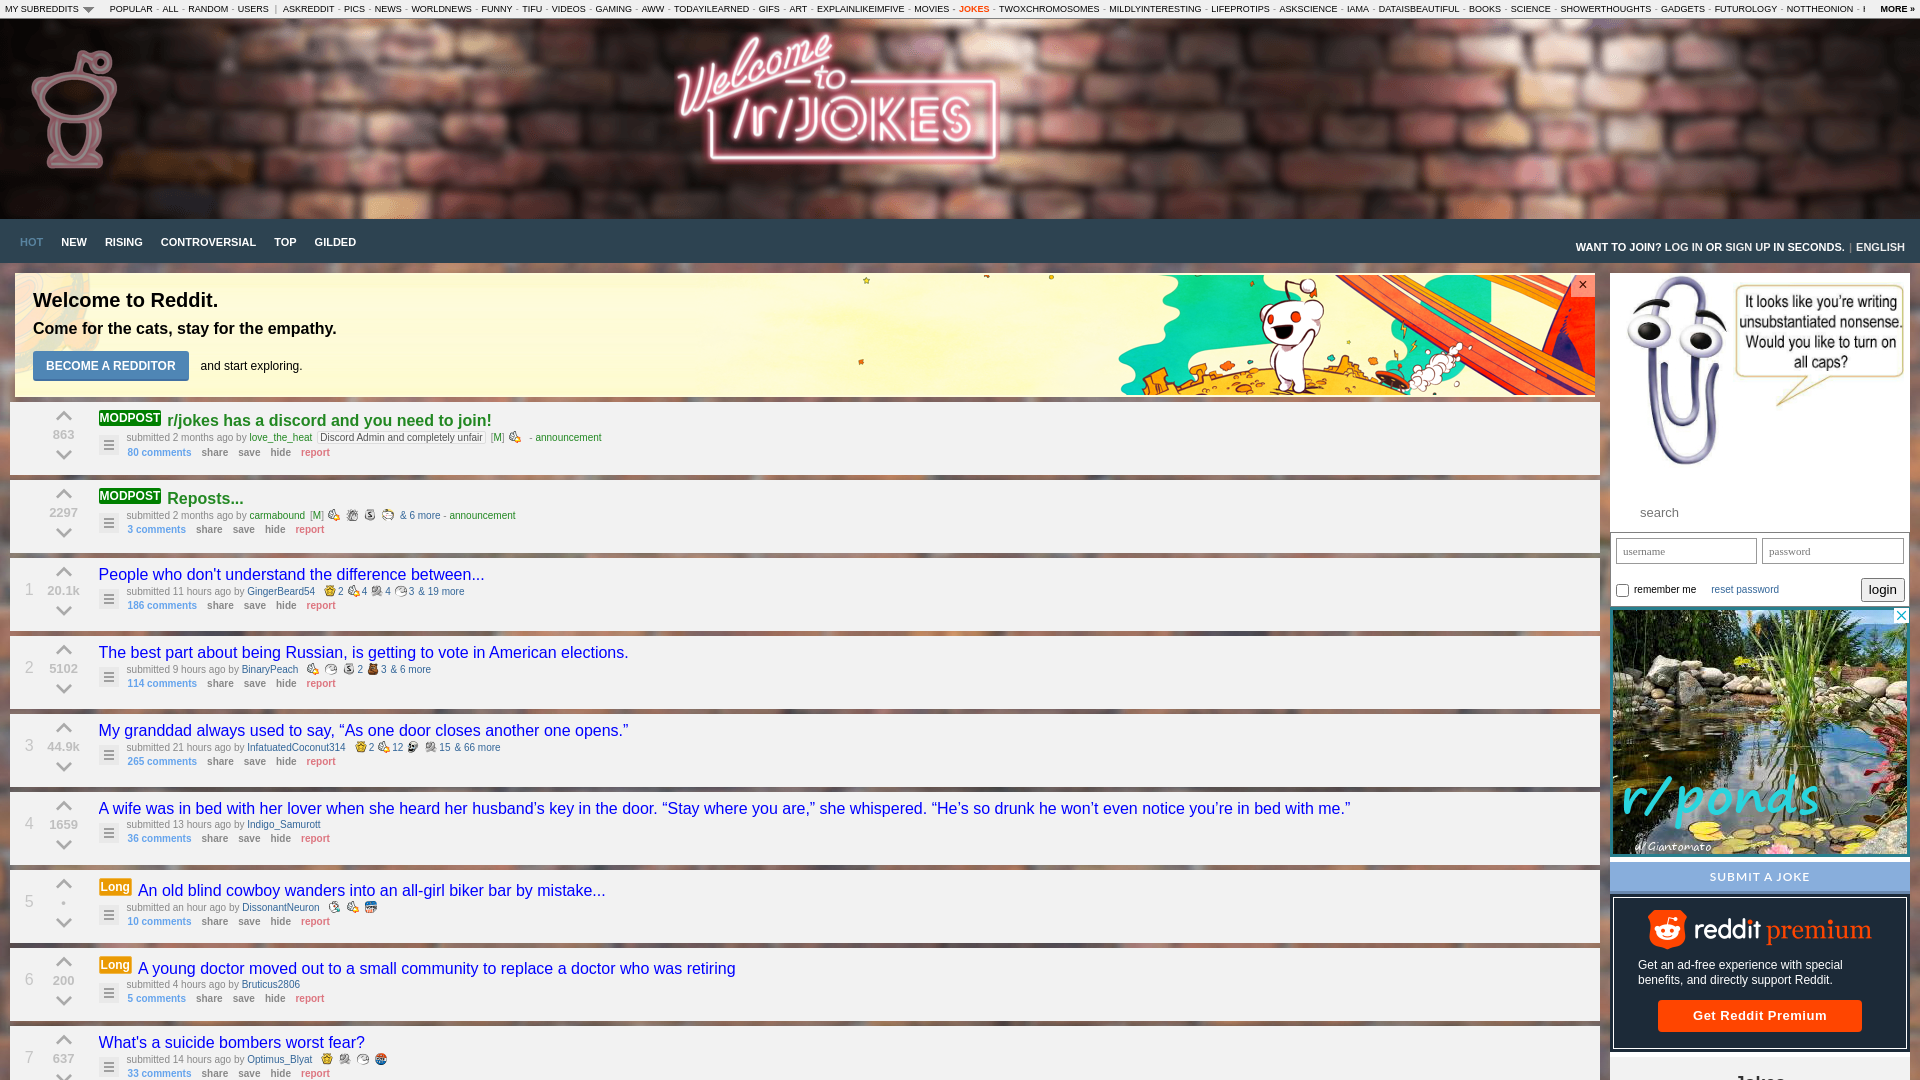 MY SUBREDDITS POPULAR - ALL - RANDOM - USERS | ASKREDDIT - PICS - NEWS - WORLDNEWS - FUNNY - TIFU - VIDEOS - GAMING - AWW - TODAYILEARNED - GIFS - ART - EXPLAINLIKEIMFIVE - MOVIES - JOKES - TWOXCHROMOSOMES - MILDLYINTERESTING - LIFEPROTIPS - ASKSCIENCE - IAMA - DATAISBEAUTIFUL - BOOKS - SCIENCE - SHOWERTHOUGHTS - GADGETS - FUTUROLOGY - NOTTHEONION - MORE »
Welcome
to
/r/JOKES
HOT NEW RISING CONTROVERSIAL TOP GILDED
WANT TO JOIN? LOG IN OR SIGN UP IN SECONDS. | ENGLISH
Welcome to Reddit.
Come for the cats, stay for the empathy.
BECOME A REDDITOR and start exploring.
×
863
MODPOST r/jokes has a discord and you need to join!
submitted 2 months ago by love_the_heat Discord Admin and completely unfair [M] - announcement
80 comments share save hide report
2297
MODPOST Reposts...
submitted 2 months ago by carmabound [M] & 6 more - announcement
3 comments share save hide report
1
20.1k
People who don't understand the difference between...
submitted 11 hours ago by GingerBeard54 2 4 4 3 & 19 more
186 comments share save hide report
2
5102
The best part about being Russian, is getting to vote in American elections.
submitted 9 hours ago by BinaryPeach 2 3 & 6 more
114 comments share save hide report
3
44.9k
My granddad always used to say, “As one door closes another one opens.”
submitted 21 hours ago by InfatuatedCoconut314 2 12 15 & 66 more
265 comments share save hide report
4
1659
A wife was in bed with her lover when she heard her husband’s key in the door. “Stay where you are,” she whispered. “He’s so drunk he won’t even notice you’re in bed with me.”
submitted 13 hours ago by Indigo_Samurott
36 comments share save hide report
5
•
Long An old blind cowboy wanders into an all-girl biker bar by mistake...
submitted an hour ago by DissonantNeuron
10 comments share save hide report
6
200
Long A young doctor moved out to a small community to replace a doctor who was retiring
submitted 4 hours ago by Bruticus2806
5 comments share save hide report
7
637
What's a suicide bombers worst fear?
submitted 14 hours ago by Optimus_Blyat
33 comments share save hide report
It looks like you're writing
unsubstantiated nonsense.
Would you like to turn on
all caps?
search
username password
remember me reset password login
r/ponds
u/Giantomato
SUBMIT A JOKE
reddit premium
Get an ad-free experience with special
benefits, and directly support Reddit.
Get Reddit Premium
Jokes